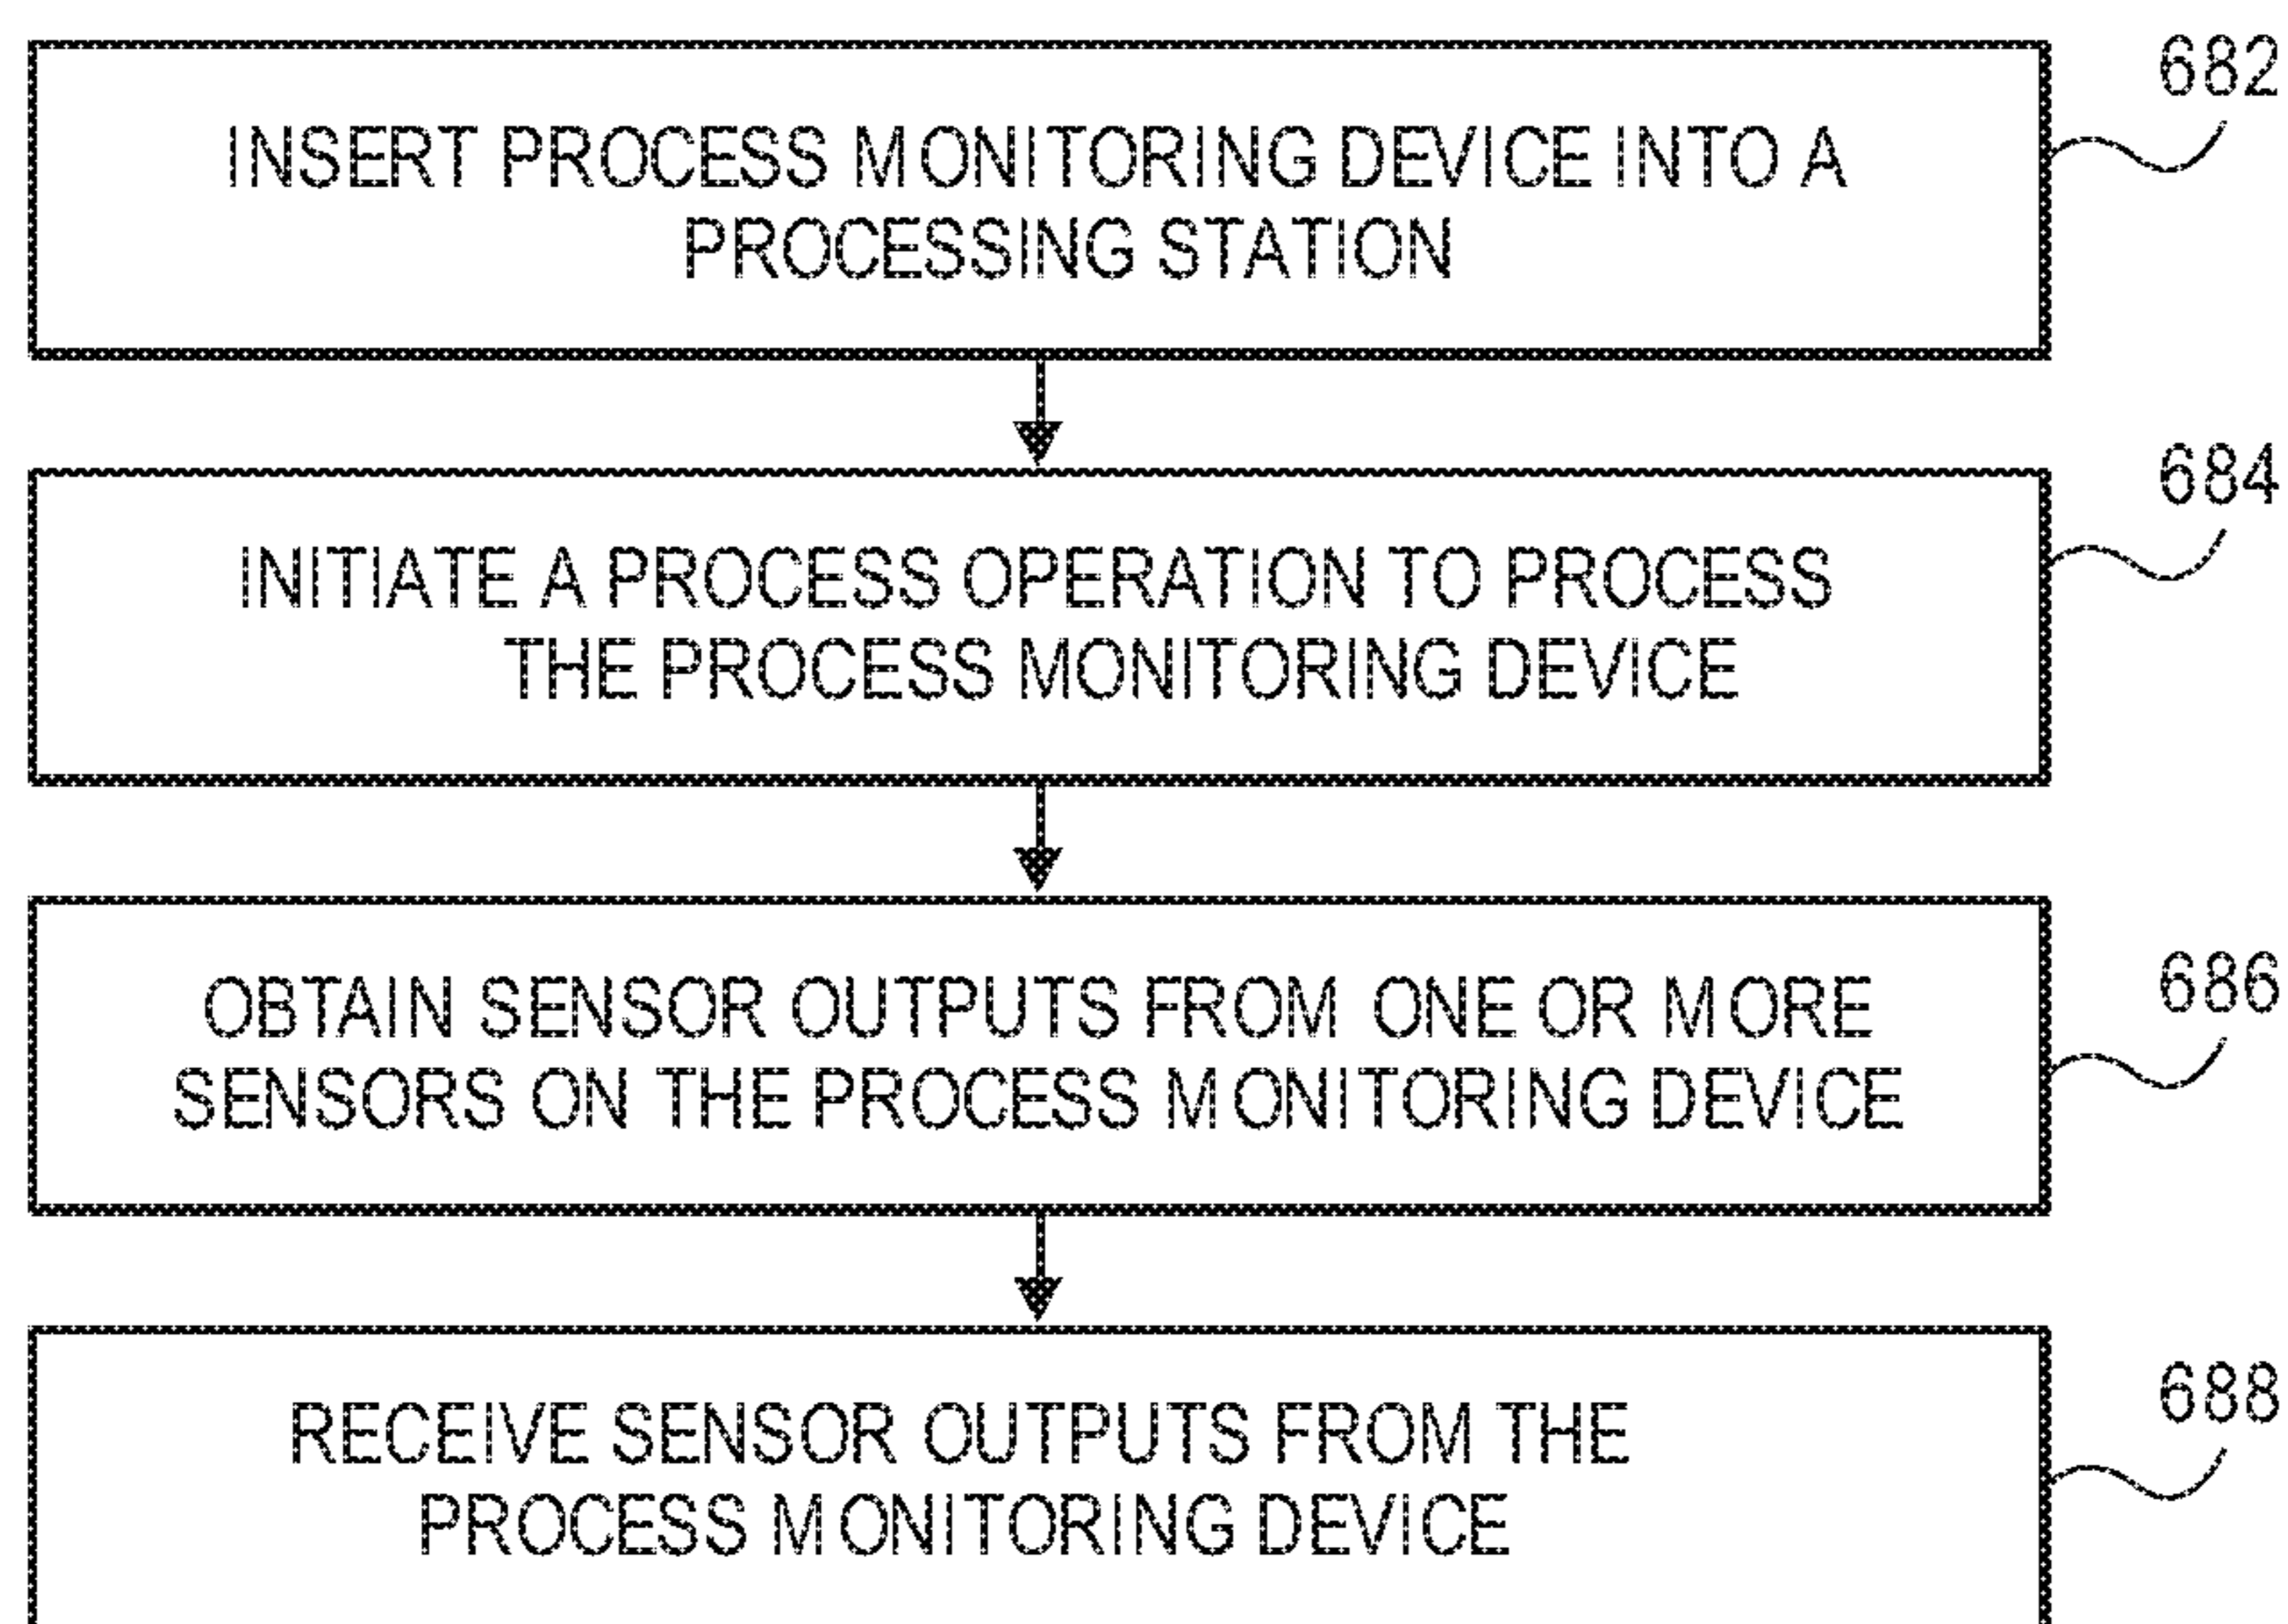 682
INSERT PROCESS MONITORING DEVICE INTO A
PROCESSING STATION
684
INITIATE A PROCESS OPERATION TO PROCESS
THE PROCESS MONITORING DEVICE
686
OBTAIN SENSOR OUTPUTS FROM ONE OR MORE
SENSORS ON THE PROCESS MONITORING DEVICE
688
RECEIVE SENSOR OUTPUTS FROM THE
PROCESS MONITORING DEVICE